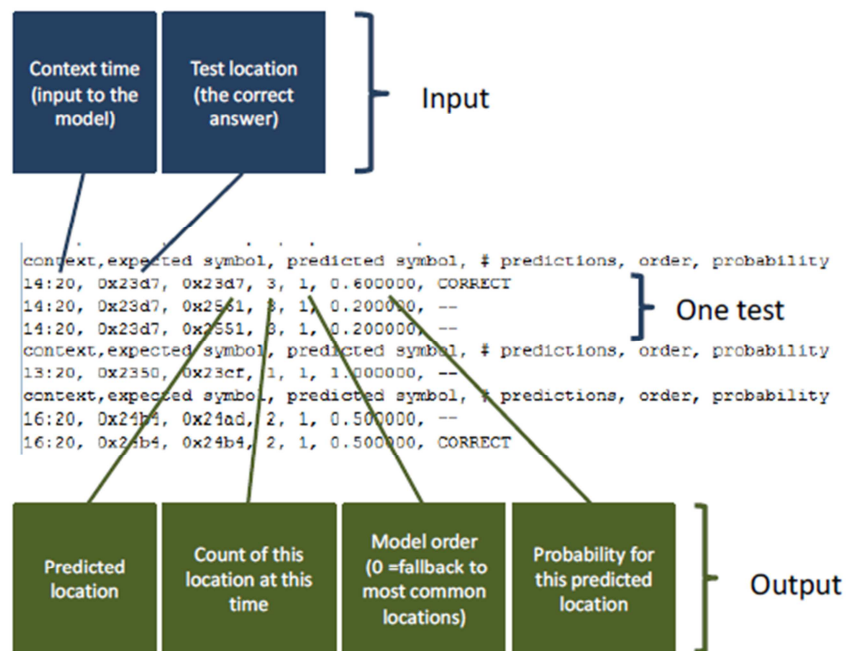 Context time
(input to the
model)
Test location
(the correct
answer)
Input
context,expected symbol, predicted symbol, # predictions, order, probability
14:20, 0x23d7, 0x23d7, 3, 1, 0.600000, CORRECT
14:20, 0x23d7, 0x2561, 3, 1, 0.200000, --
14:20, 0x23d7, 0x2551, 3, 1, 0.200000, --
One test
context,expected symbol, predicted symbol, # predictions, order, probability
13:20, 0x2350, 0x23cf, 1, 1, 1.000000, --
context,expected symbol, predicted symbol, # predictions, order, probability
16:20, 0x24b4, 0x24ad, 2, 1, 0.500000, --
16:20, 0x24b4, 0x24b4, 2, 1, 0.500000, CORRECT
Predicted
location
Count of this
location at this
time
Model order
(0 =fallback to
most common
locations)
Probability for
this predicted
location
Output